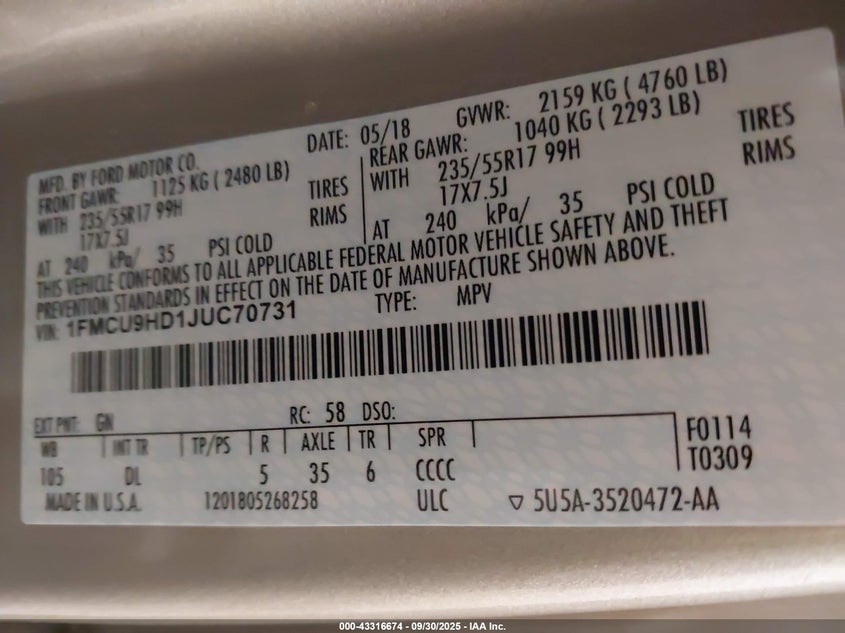 MFD. BY FORD MOTOR CO. DATE: 05/18 GVWR: 2159 KG ( 4760 LB)
FRONT GAWR: 1125 KG ( 2480 LB) REAR GAWR: 1040 KG ( 2293 LB)
WITH 235/55R17 99H TIRES WITH 235/55R17 99H TIRES
17X7.5J RIMS 17X7.5J RIMS
AT 240 kPa/ 35 PSI COLD AT 240 kPa/ 35 PSI COLD
THIS VEHICLE CONFORMS TO ALL APPLICABLE FEDERAL MOTOR VEHICLE SAFETY AND THEFT
PREVENTION STANDARDS IN EFFECT ON THE DATE OF MANUFACTURE SHOWN ABOVE.
VIN: 1FMCU9HD1JUC70731 TYPE: MPV
EXT PNT: GN RC: 58 DSO:
WB INT TR TP/PS R AXLE TR SPR F0114
105 DL 5 35 6 CCCC T0309
MADE IN U.S.A. 1201805268258 ULC ▽ 5U5A-3520472-AA
000-43316674 - 09/30/2025 - IAA Inc.